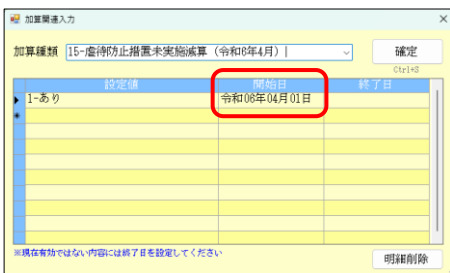 加算関連入力
加算種類 15-虐待防止措置未実施減算（令和6年4月） 確定
Ctrl+S
設定値 開始日 終了日
1-あり 令和06年04月01日
※現在有効ではない内容には終了日を設定してください
明細削除